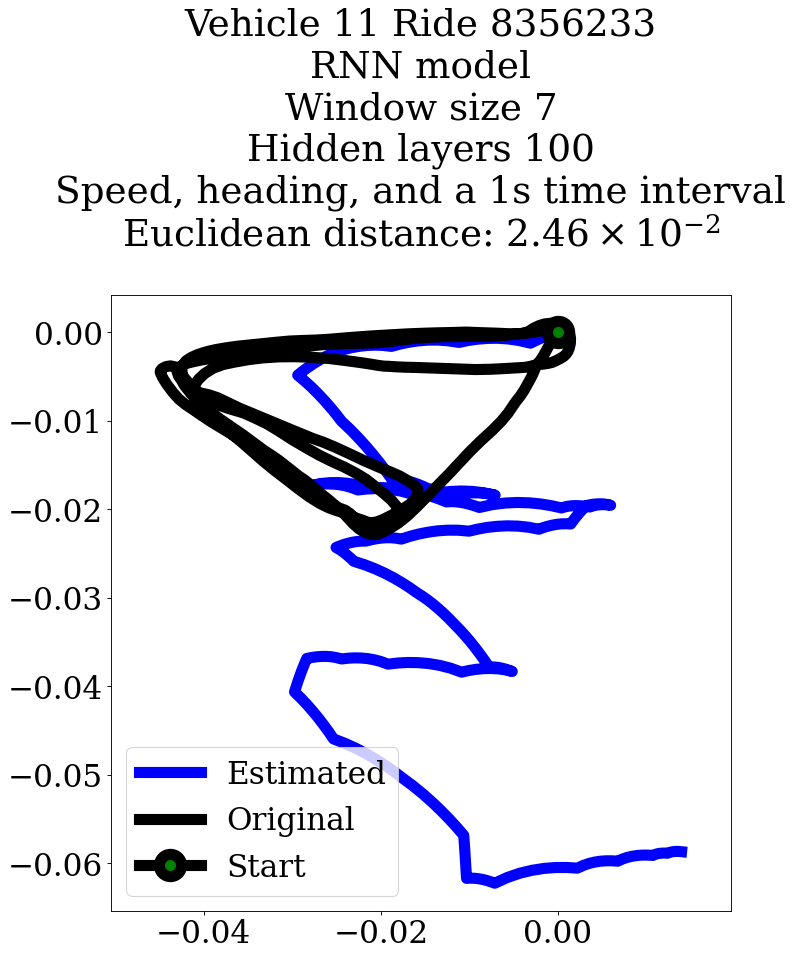 Vehicle 11 Ride 8356233
RNN model
Window size 7
Hidden layers 100
Speed, heading, and a 1s time interval
Euclidean distance: 2.46 × 10⁻²
0.00
−0.01
−0.02
−0.03
−0.04
−0.05
−0.06
Estimated
Original
Start
−0.04
−0.02
0.00